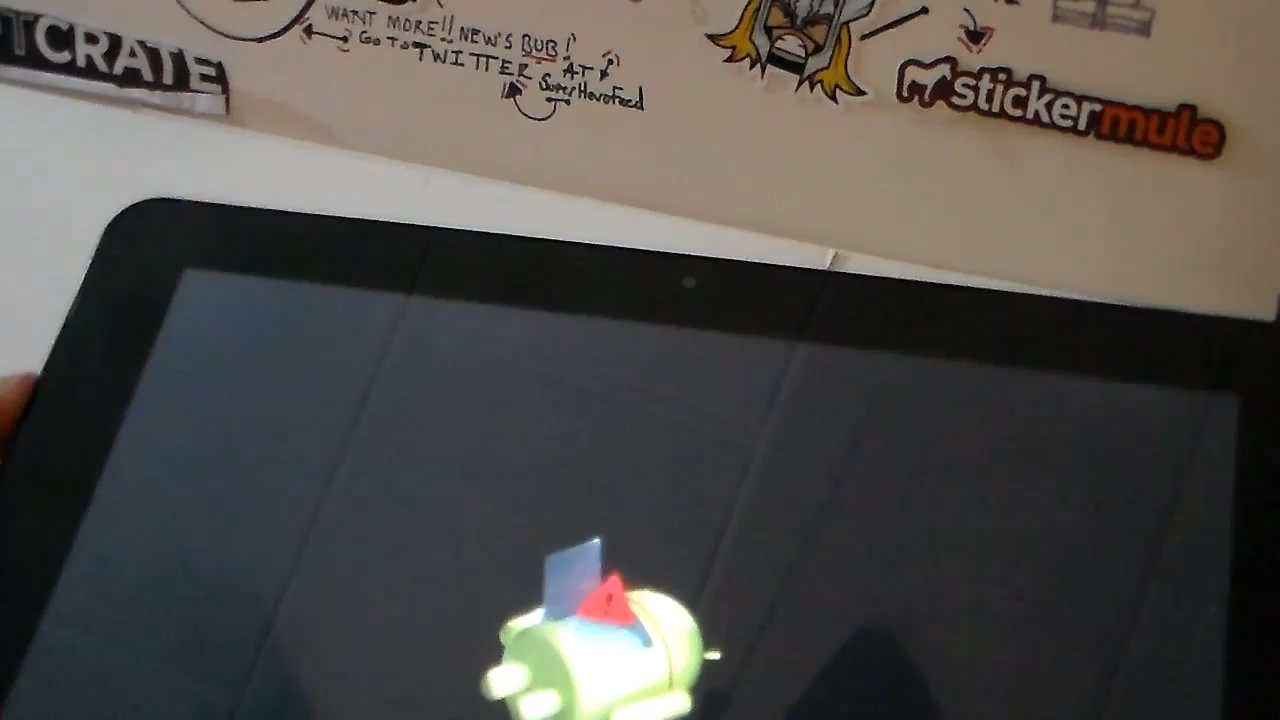 TCRATE
WANT MORE!! NEW'S BUB!
GO TO TWITTER AT
SuperHeroFeed
stickermule